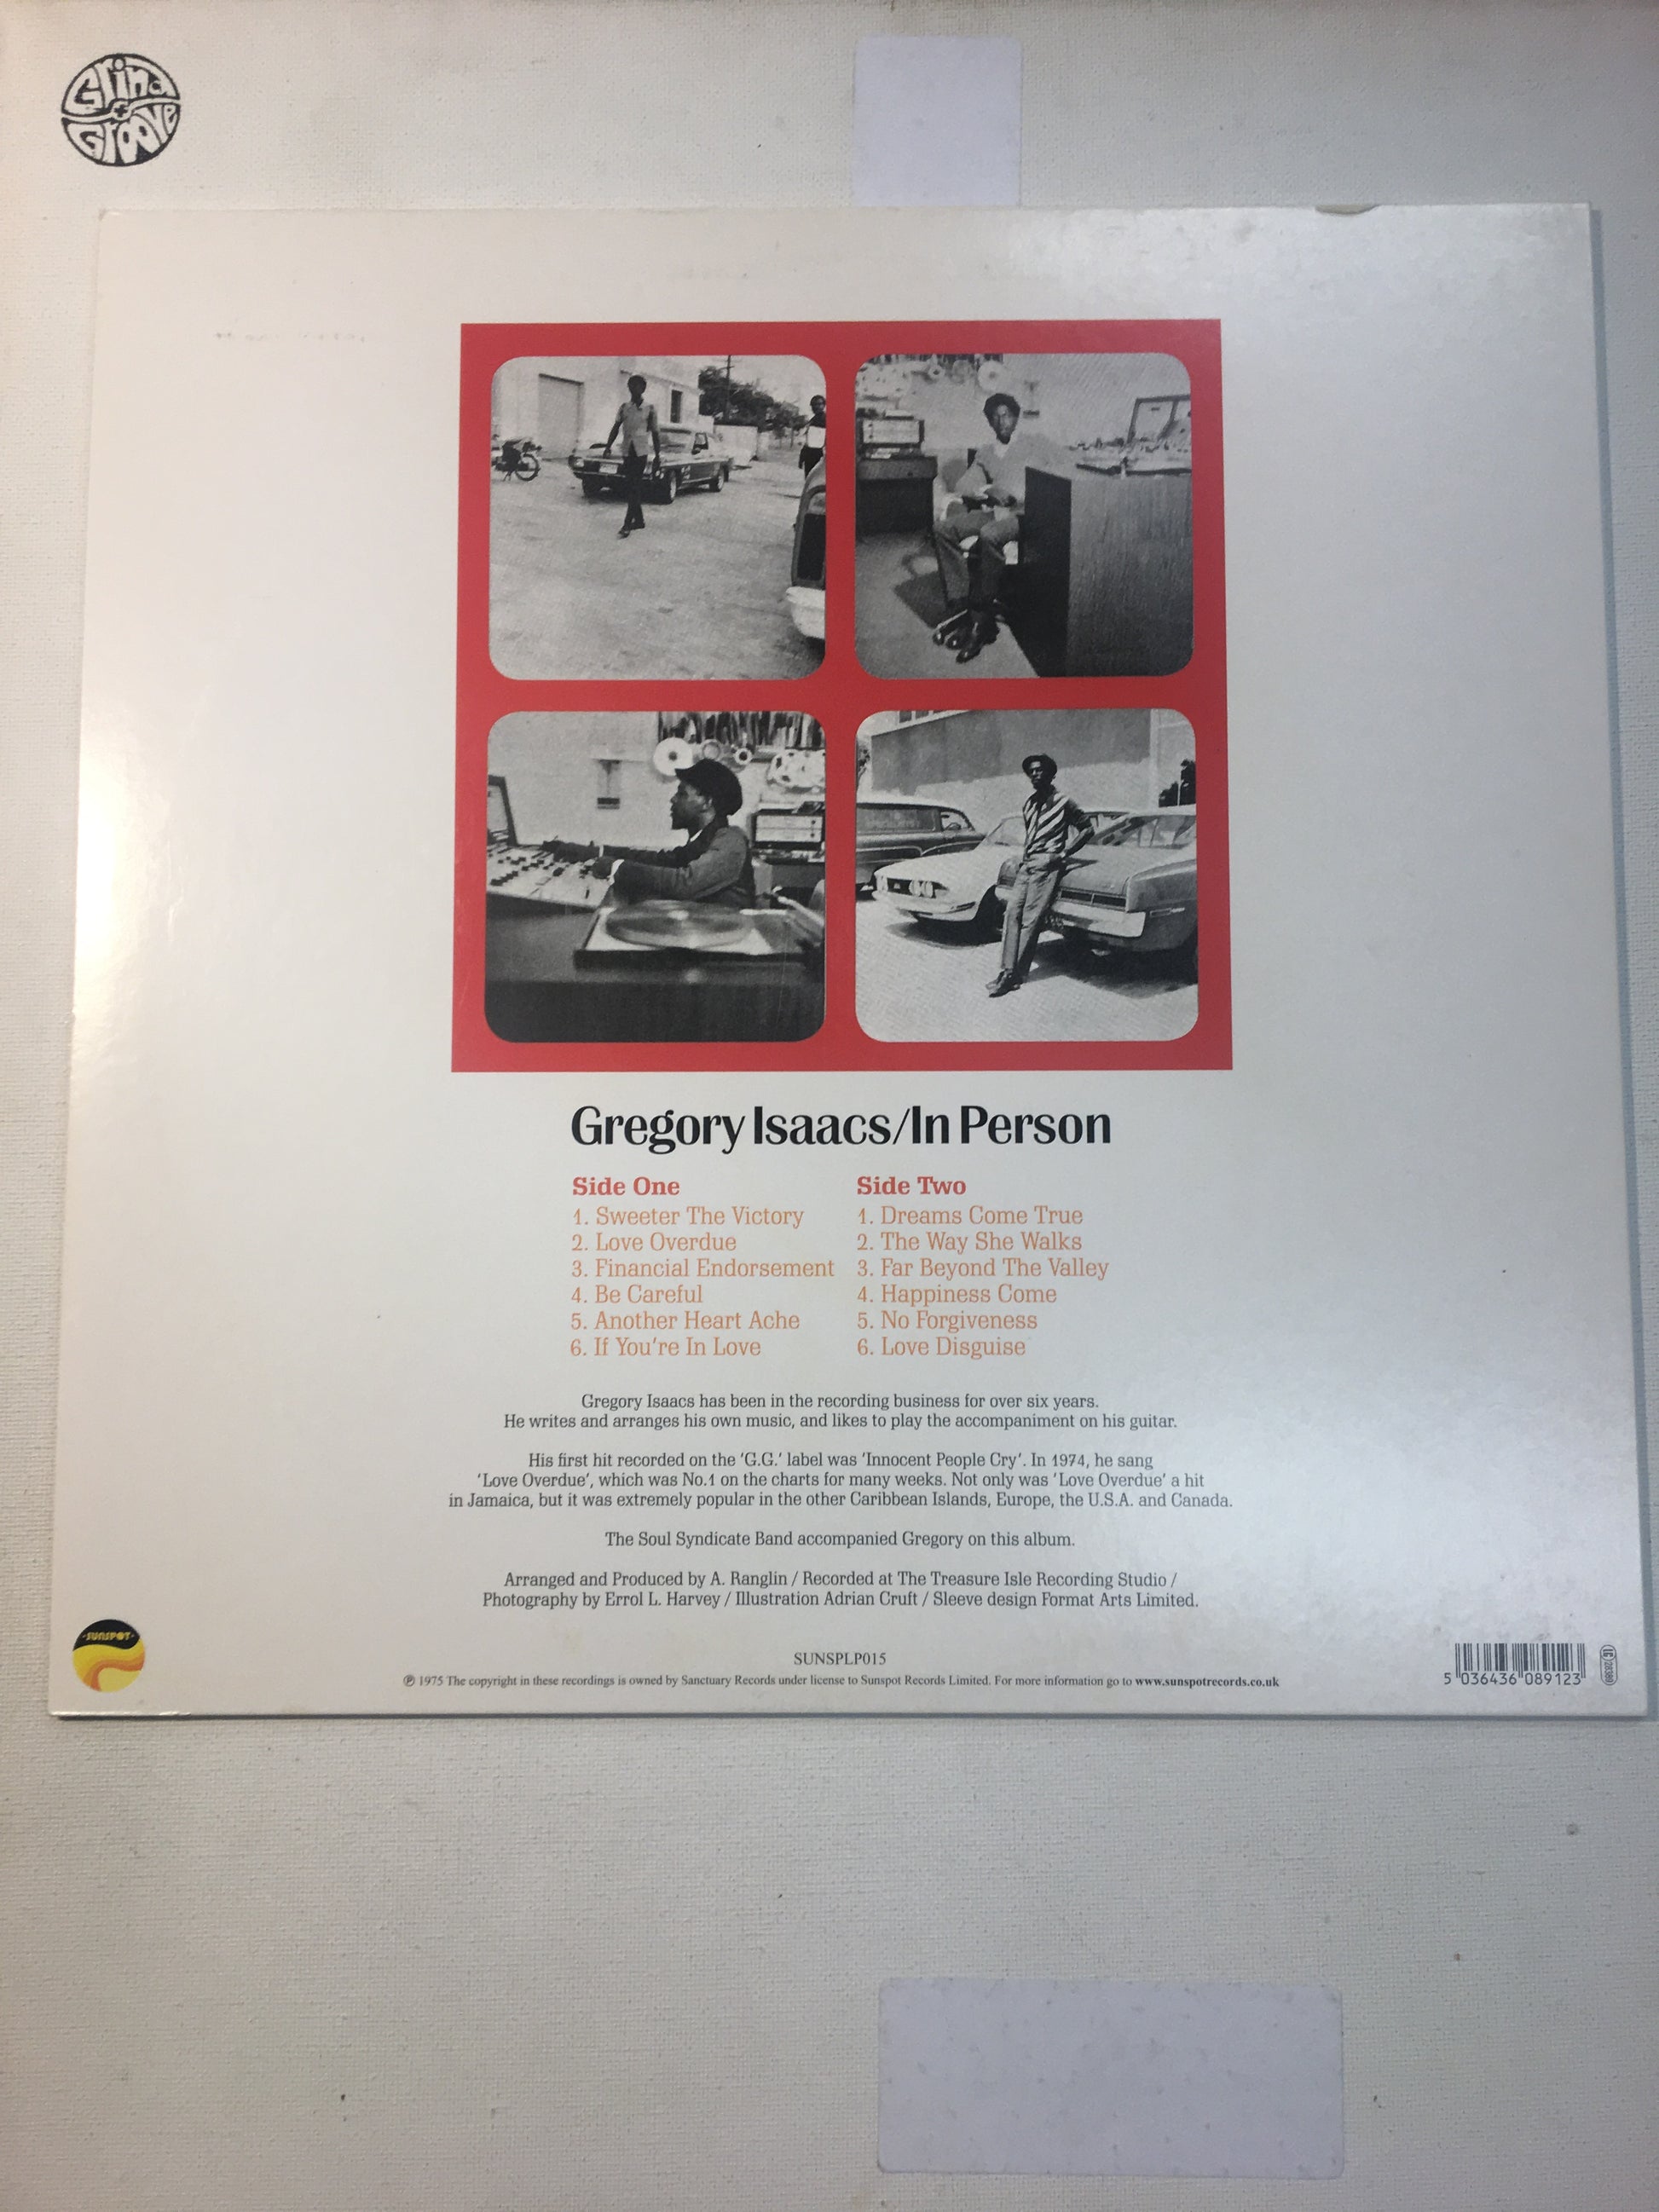 Grind
Groove
Gregory Isaacs/In Person
Side One
1. Sweeter The Victory
2. Love Overdue
3. Financial Endorsement
4. Be Careful
5. Another Heart Ache
6. If You're In Love
Side Two
1. Dreams Come True
2. The Way She Walks
3. Far Beyond The Valley
4. Happiness Come
5. No Forgiveness
6. Love Disguise
Gregory Isaacs has been in the recording business for over six years.
He writes and arranges his own music, and likes to play the accompaniment on his guitar.
His first hit recorded on the 'G.G.' label was 'Innocent People Cry'. In 1974, he sang
'Love Overdue', which was No.1 on the charts for many weeks. Not only was 'Love Overdue' a hit
in Jamaica, but it was extremely popular in the other Caribbean Islands, Europe, the U.S.A. and Canada.
The Soul Syndicate Band accompanied Gregory on this album.
Arranged and Produced by A. Ranglin / Recorded at The Treasure Isle Recording Studio /
Photography by Errol L. Harvey / Illustration Adrian Cruft / Sleeve design Format Arts Limited.
·SUNSPOT·
SUNSPLP015
℗ 1975 The copyright in these recordings is owned by Sanctuary Records under license to Sunspot Records Limited. For more information go to www.sunspotrecords.co.uk
5 036436 089123